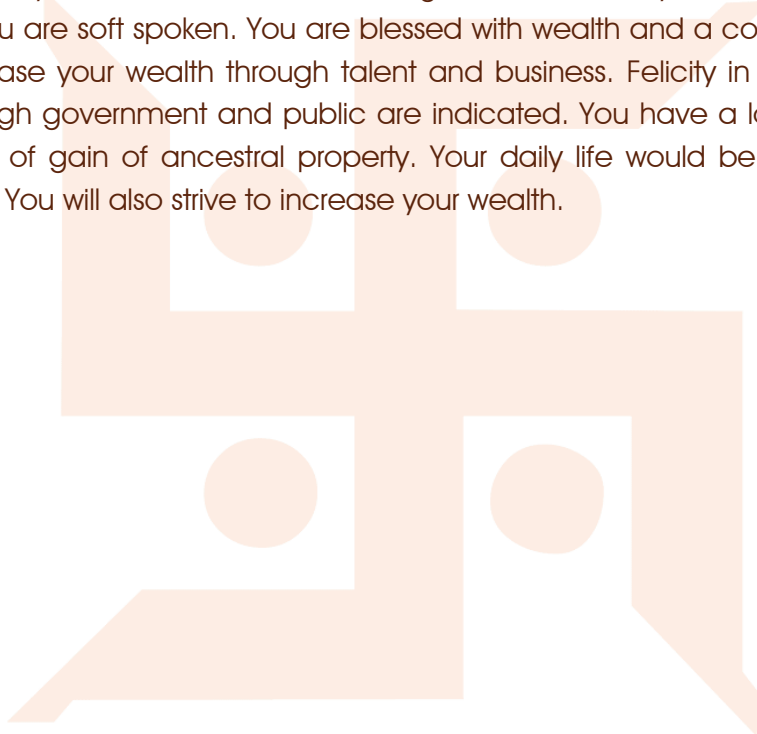 u are soft spoken. You are blessed with wealth and a co
ase your wealth through talent and business. Felicity in
gh government and public are indicated. You have a lo
of gain of ancestral property. Your daily life would be
You will also strive to increase your wealth.